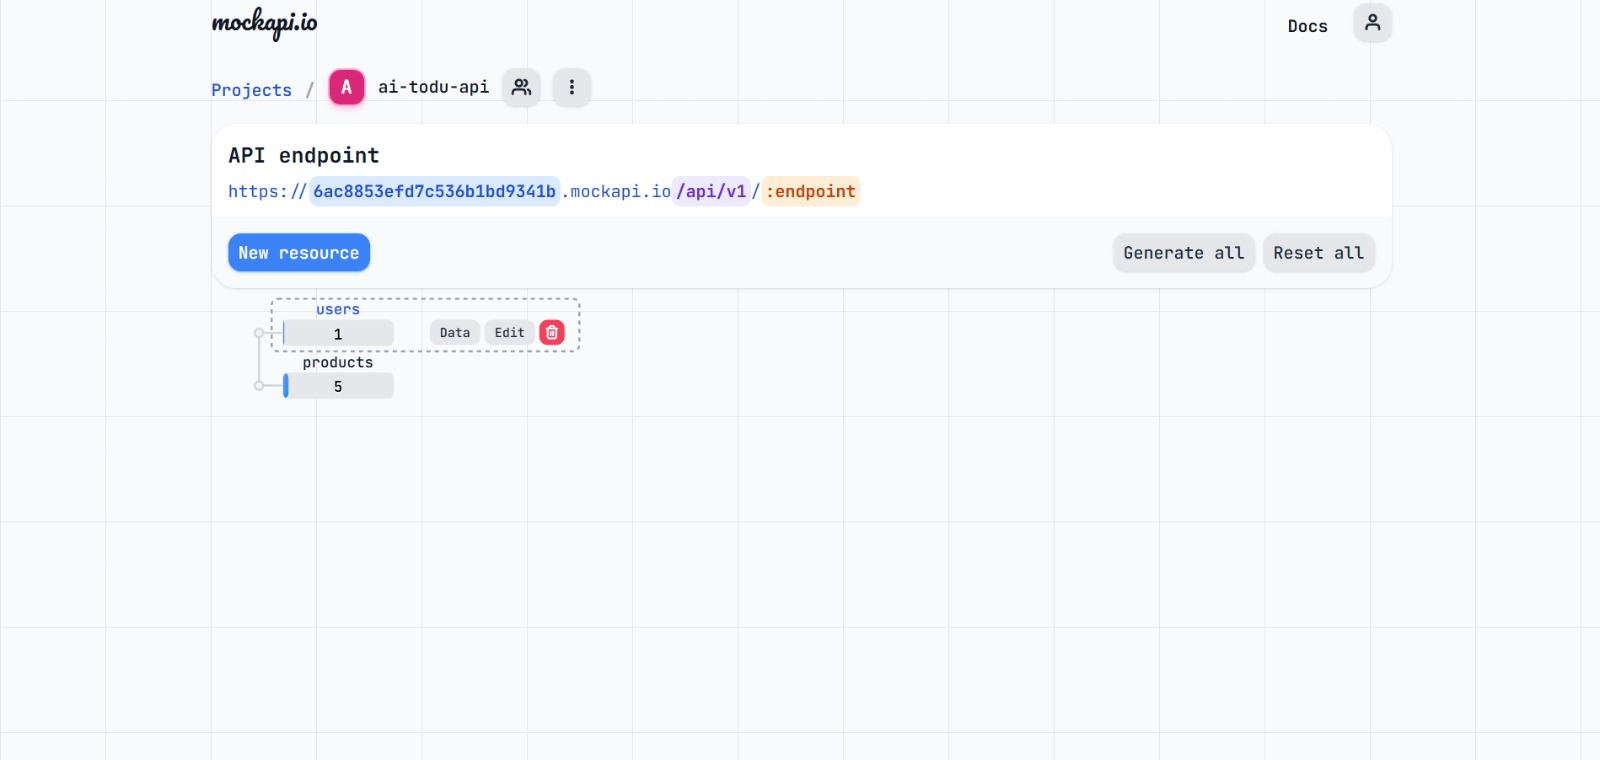 mockapi.io
Docs
Projects / A ai-todu-api
API endpoint
https://6ac8853efd7c536b1bd9341b.mockapi.io/api/v1/:endpoint
New resource
Generate all
Reset all
users
1
Data
Edit
products
5